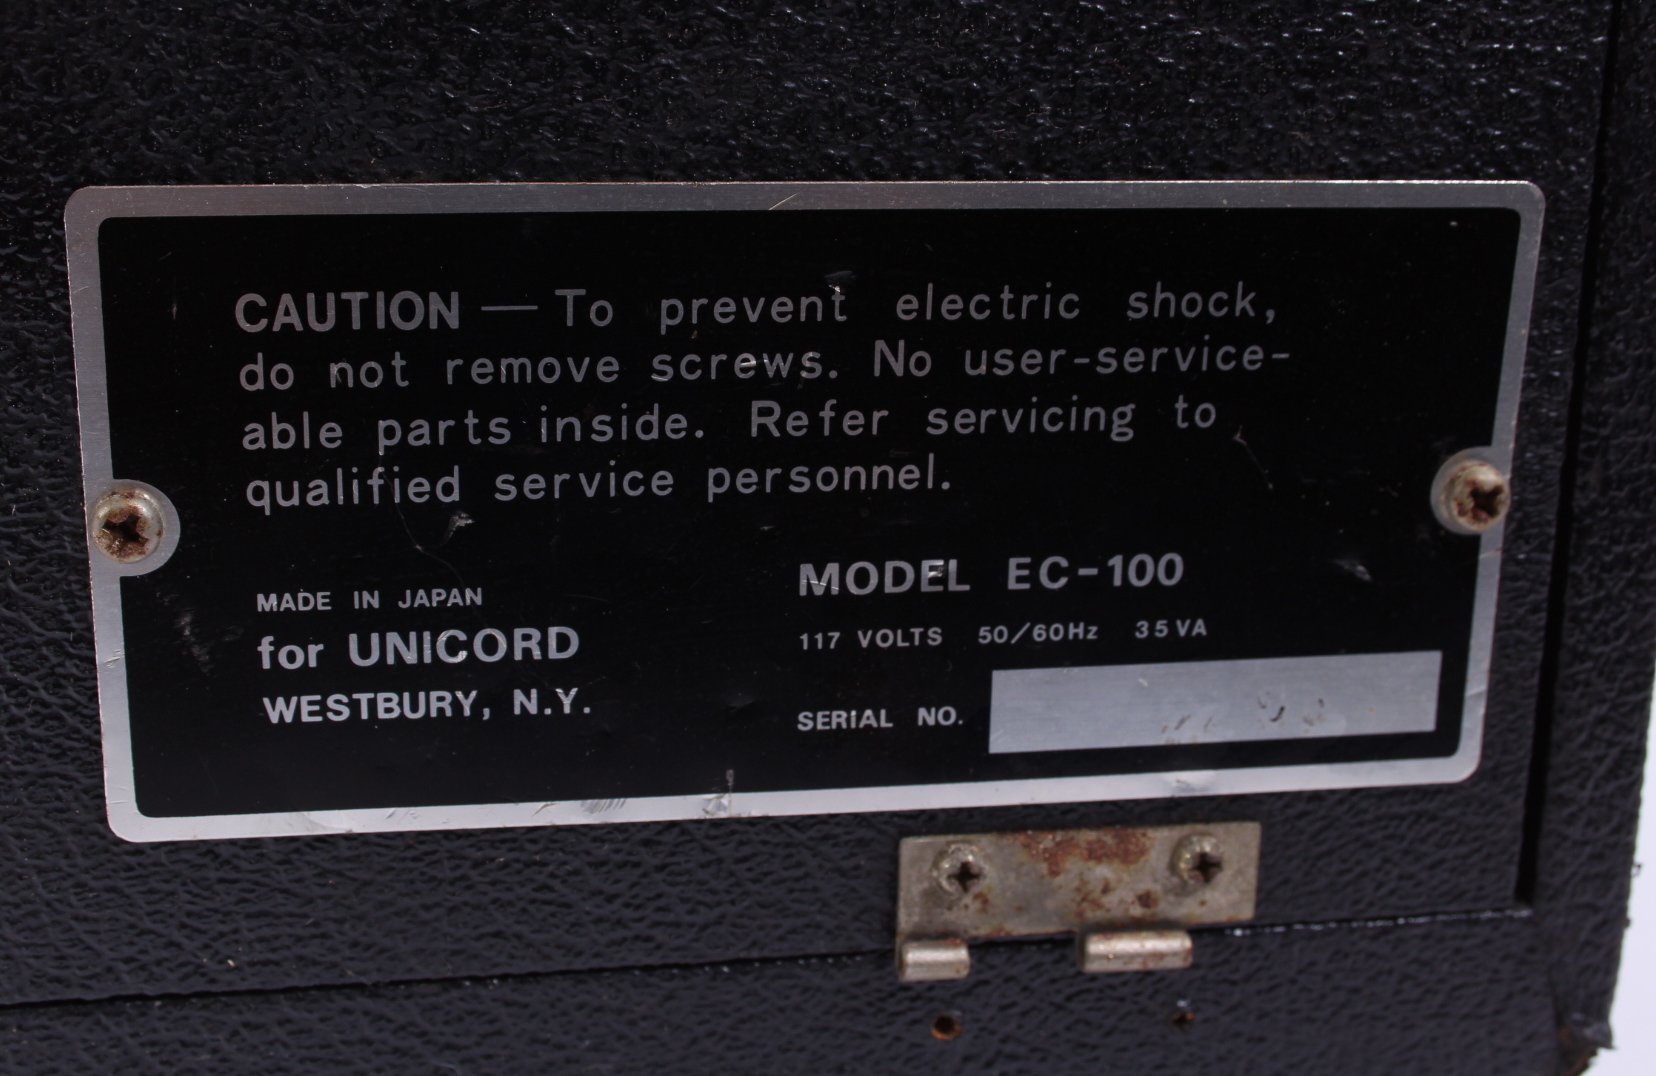 CAUTION — To prevent electric shock,
do not remove screws. No user-service-
able parts inside. Refer servicing to
qualified service personnel.
MADE IN JAPAN
for UNICORD
WESTBURY, N.Y.
MODEL EC-100
117 VOLTS 50/60Hz 35VA
SERIAL NO.